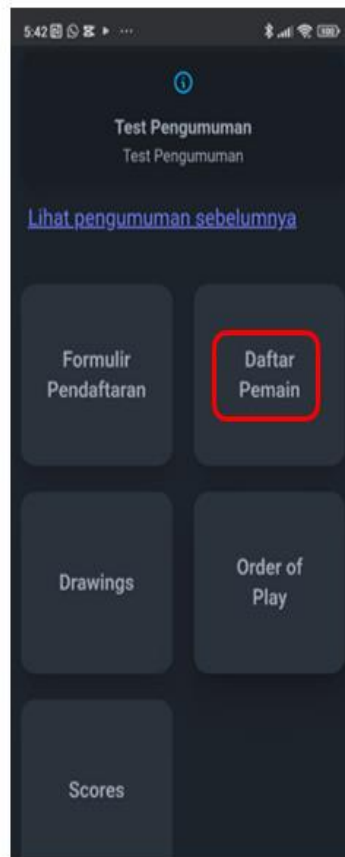 5:42
Test Pengumuman
Test Pengumuman
Lihat pengumuman sebelumnya
Formulir
Pendaftaran
Daftar
Pemain
Drawings
Order of
Play
Scores